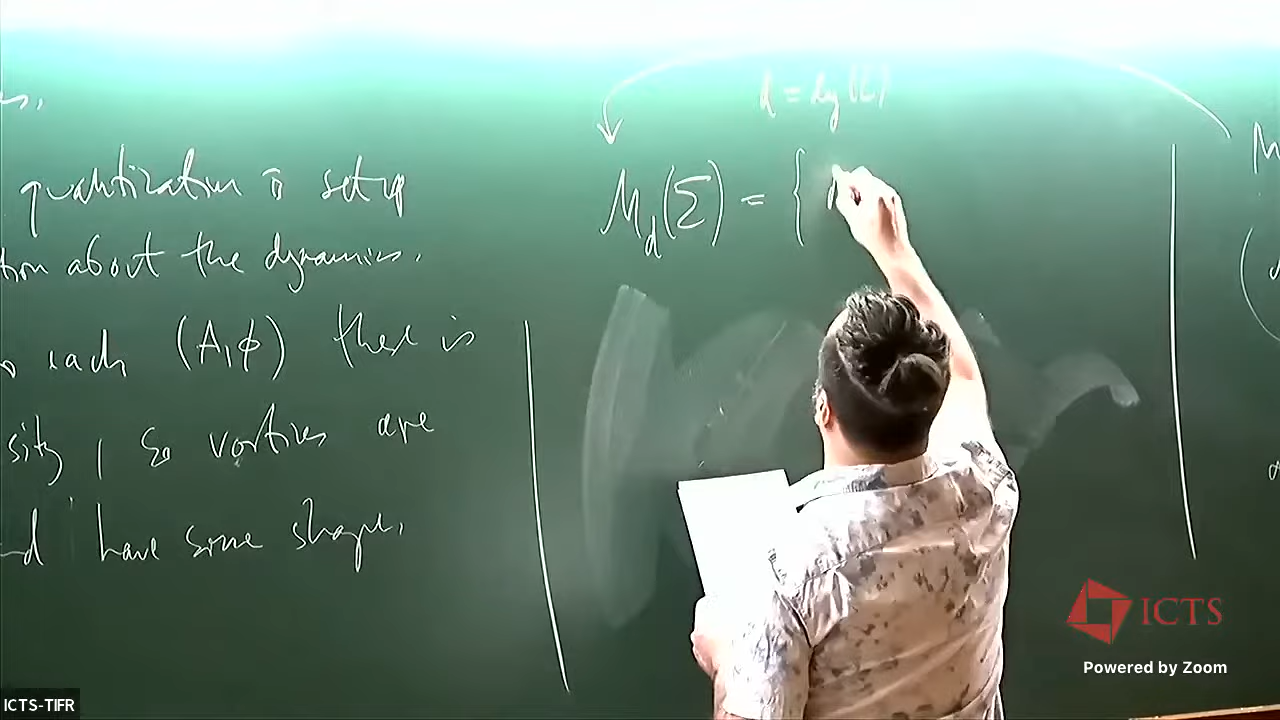 quantization is setup
about the dynamics.
each (A, φ) there is
, so vortices are
have some shape.
d = deg(L)
M_d(Σ) = {
ICTS
Powered by Zoom
ICTS-TIFR